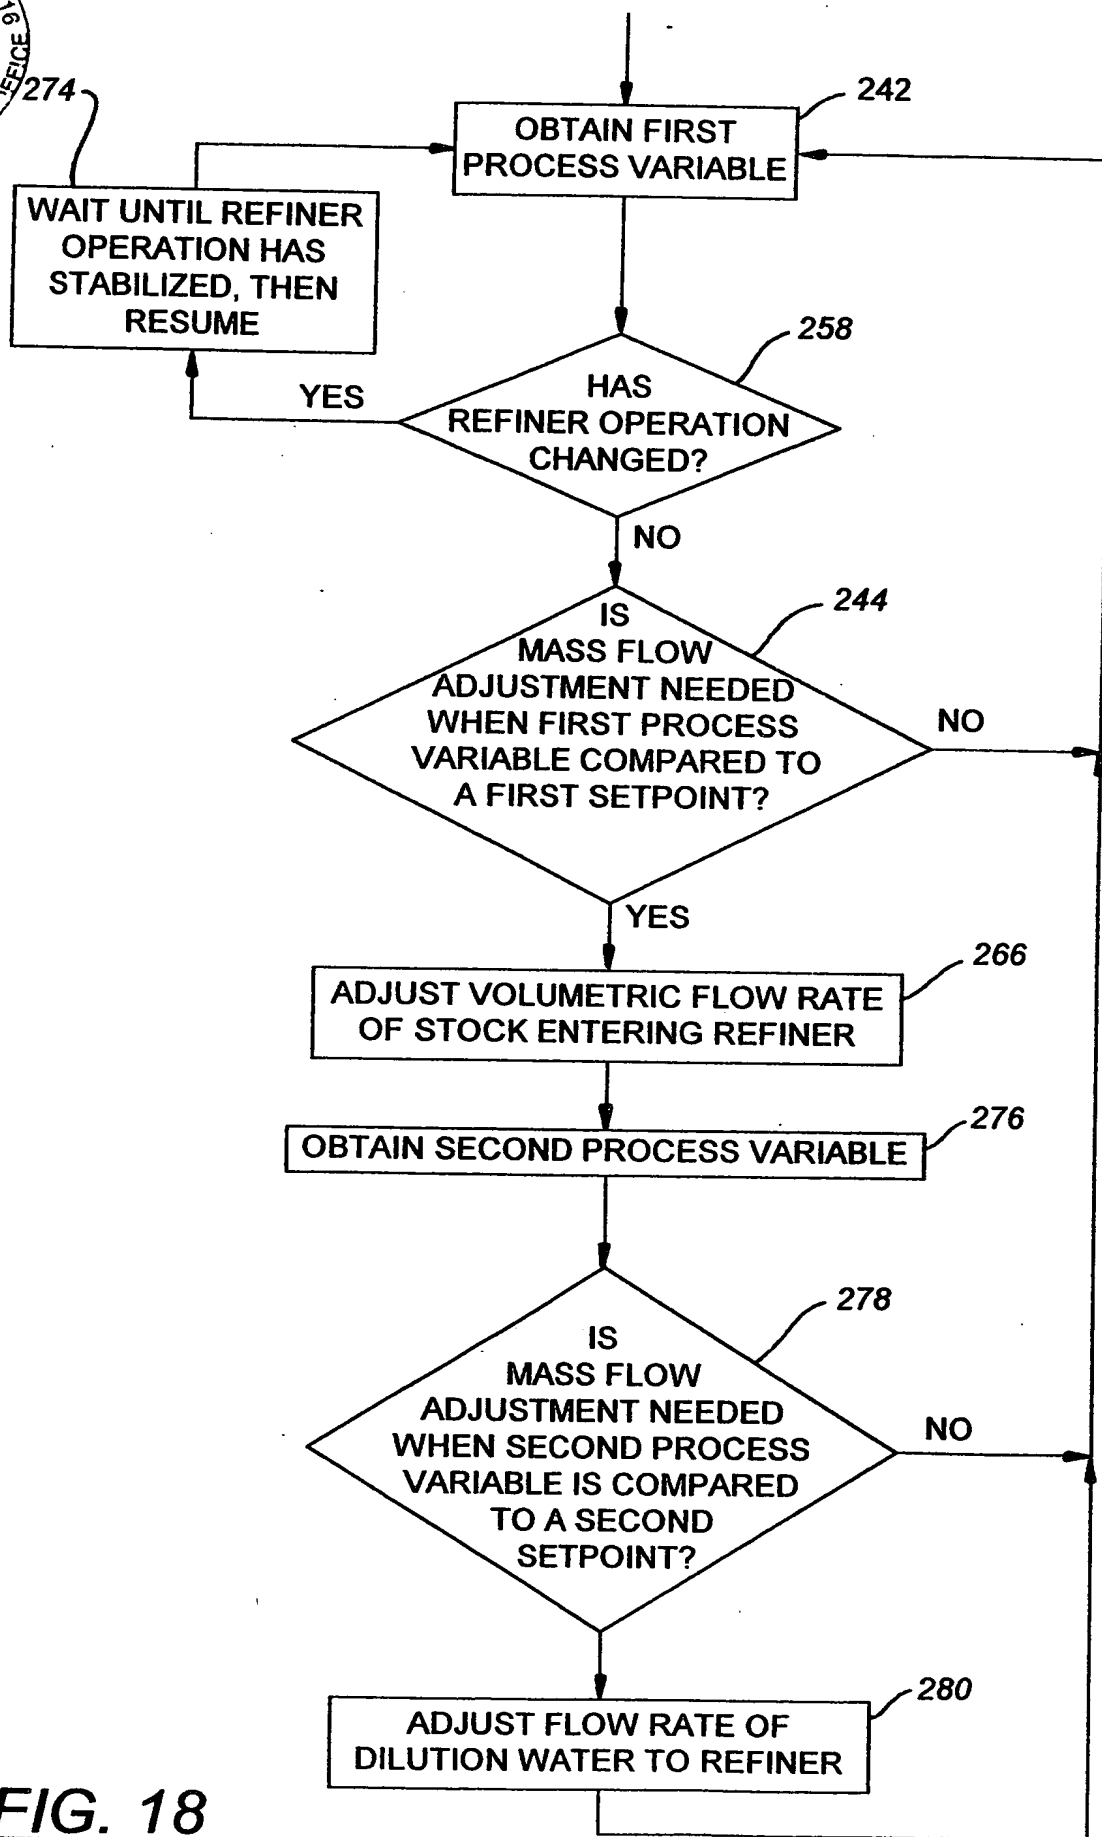 16
274
242
OBTAIN FIRST
PROCESS VARIABLE
WAIT UNTIL REFINER
OPERATION HAS
STABILIZED, THEN
RESUME
258
YES
HAS
REFINER OPERATION
CHANGED?
NO
244
IS
MASS FLOW
ADJUSTMENT NEEDED
WHEN FIRST PROCESS
VARIABLE COMPARED TO
A FIRST SETPOINT?
NO
YES
266
ADJUST VOLUMETRIC FLOW RATE
OF STOCK ENTERING REFINER
276
OBTAIN SECOND PROCESS VARIABLE
278
IS
MASS FLOW
ADJUSTMENT NEEDED
WHEN SECOND PROCESS
VARIABLE IS COMPARED
TO A SECOND
SETPOINT?
NO
280
ADJUST FLOW RATE OF
DILUTION WATER TO REFINER
FIG. 18